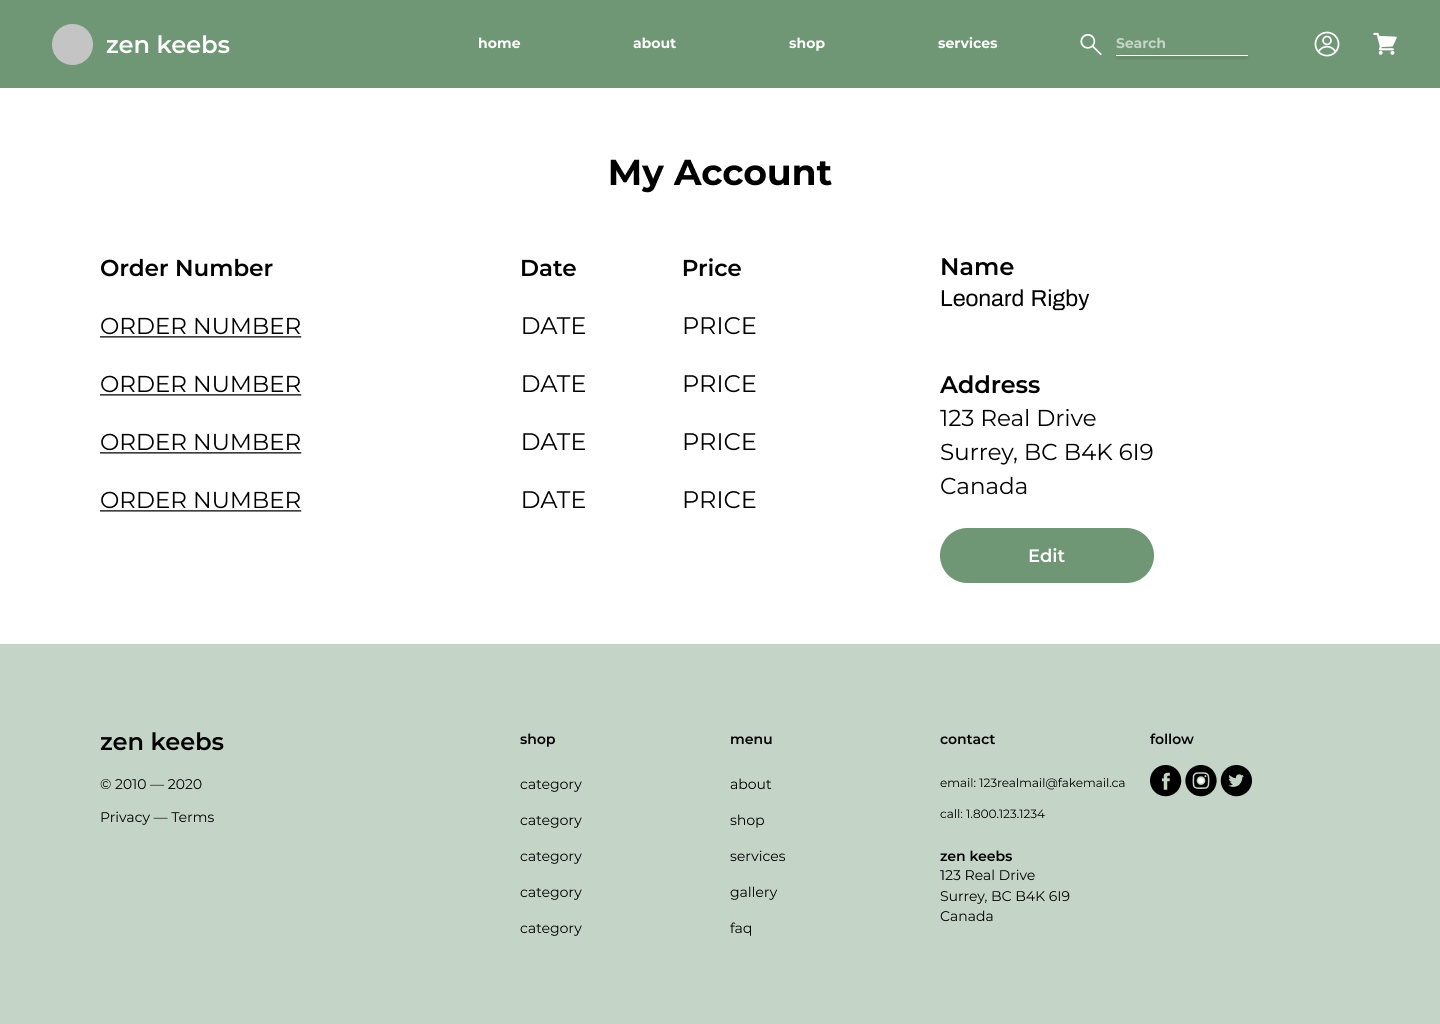 zen keebs
home
about
shop
services
Search
My Account
Order Number
Date
Price
ORDER NUMBER
DATE
PRICE
ORDER NUMBER
DATE
PRICE
ORDER NUMBER
DATE
PRICE
ORDER NUMBER
DATE
PRICE
Name
Leonard Rigby
Address
123 Real Drive
Surrey, BC B4K 6I9
Canada
Edit
zen keebs
© 2010 — 2020
Privacy — Terms
shop
category
category
category
category
category
menu
about
shop
services
gallery
faq
contact
email: 123realmail@fakemail.ca
call: 1.800.123.1234
zen keebs
123 Real Drive
Surrey, BC B4K 6I9
Canada
follow